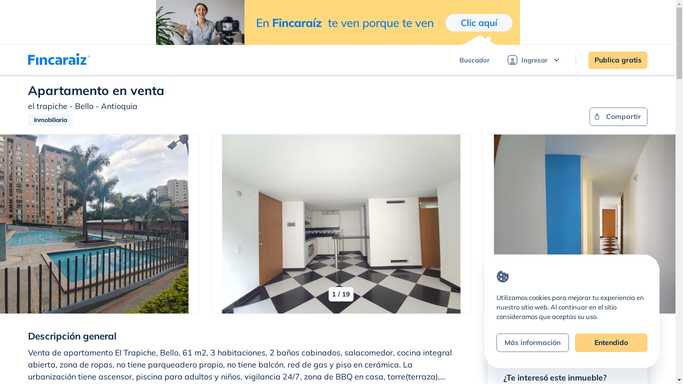 En Fincaraíz te ven porque te ven
Clic aquí
Fincaraíz
Buscador
Ingresar
Publica gratis
Apartamento en venta
el trapiche - Bello - Antioquia
Inmobiliaria
Compartir
1 / 19
Utilizamos cookies para mejorar tu experiencia en
nuestro sitio web. Al continuar en el sitio
consideramos que aceptas su uso.
Más información
Entendido
Descripción general
Venta de apartamento El Trapiche, Bello, 61 m2, 3 habitaciones, 2 baños cabinados, salacomedor, cocina integral
abierta, zona de ropas, no tiene parqueadero propio, no tiene balcón, red de gas y piso en cerámica. La
urbanización tiene ascensor, piscina para adultos y niños, vigilancia 24/7, zona de BBQ en casa, torre(terraza),...
¿Te interesó este inmueble?